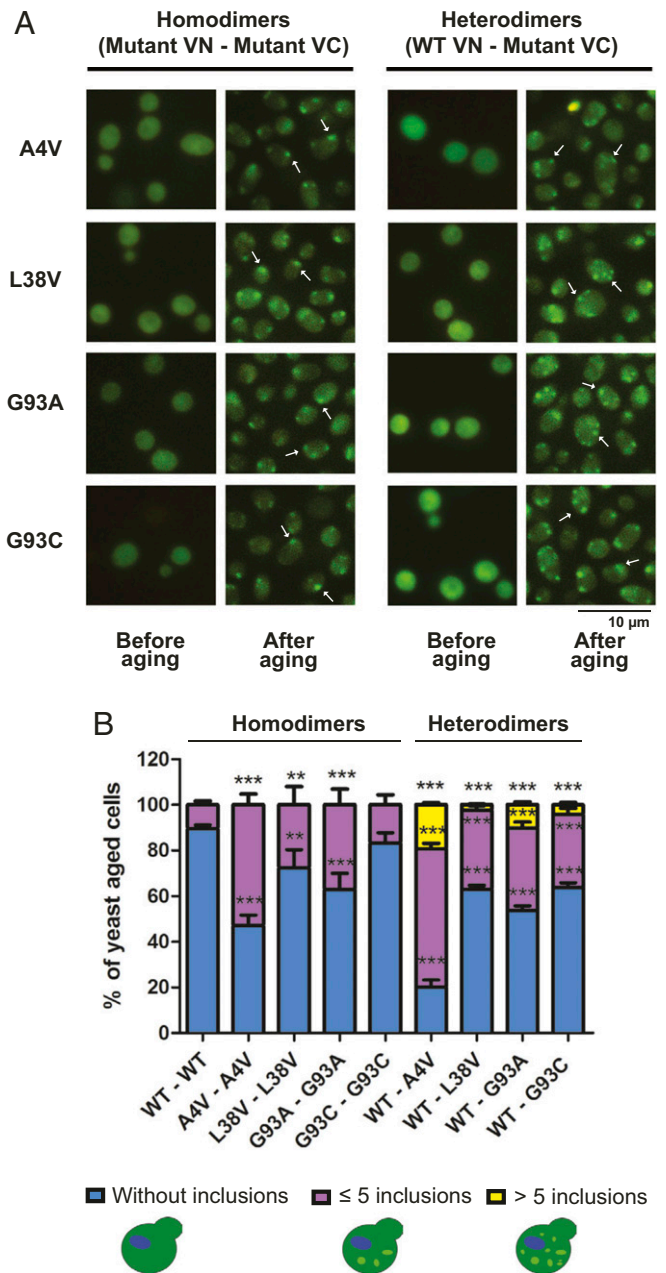 A
Homodimers
(Mutant VN - Mutant VC)
Heterodimers
(WT VN - Mutant VC)
A4V
L38V
G93A
G93C
10 µm
Before
aging
After
aging
Before
aging
After
aging
B
Homodimers
Heterodimers
% of yeast aged cells
120
100
80
60
40
20
0
*** ** *** *** *** *** ***
*** ** *** *** *** *** ***
*** *** *** ***
WT - WT
A4V - A4V
L38V - L38V
G93A - G93A
G93C - G93C
WT - A4V
WT - L38V
WT - G93A
WT - G93C
Without inclusions
≤ 5 inclusions
> 5 inclusions